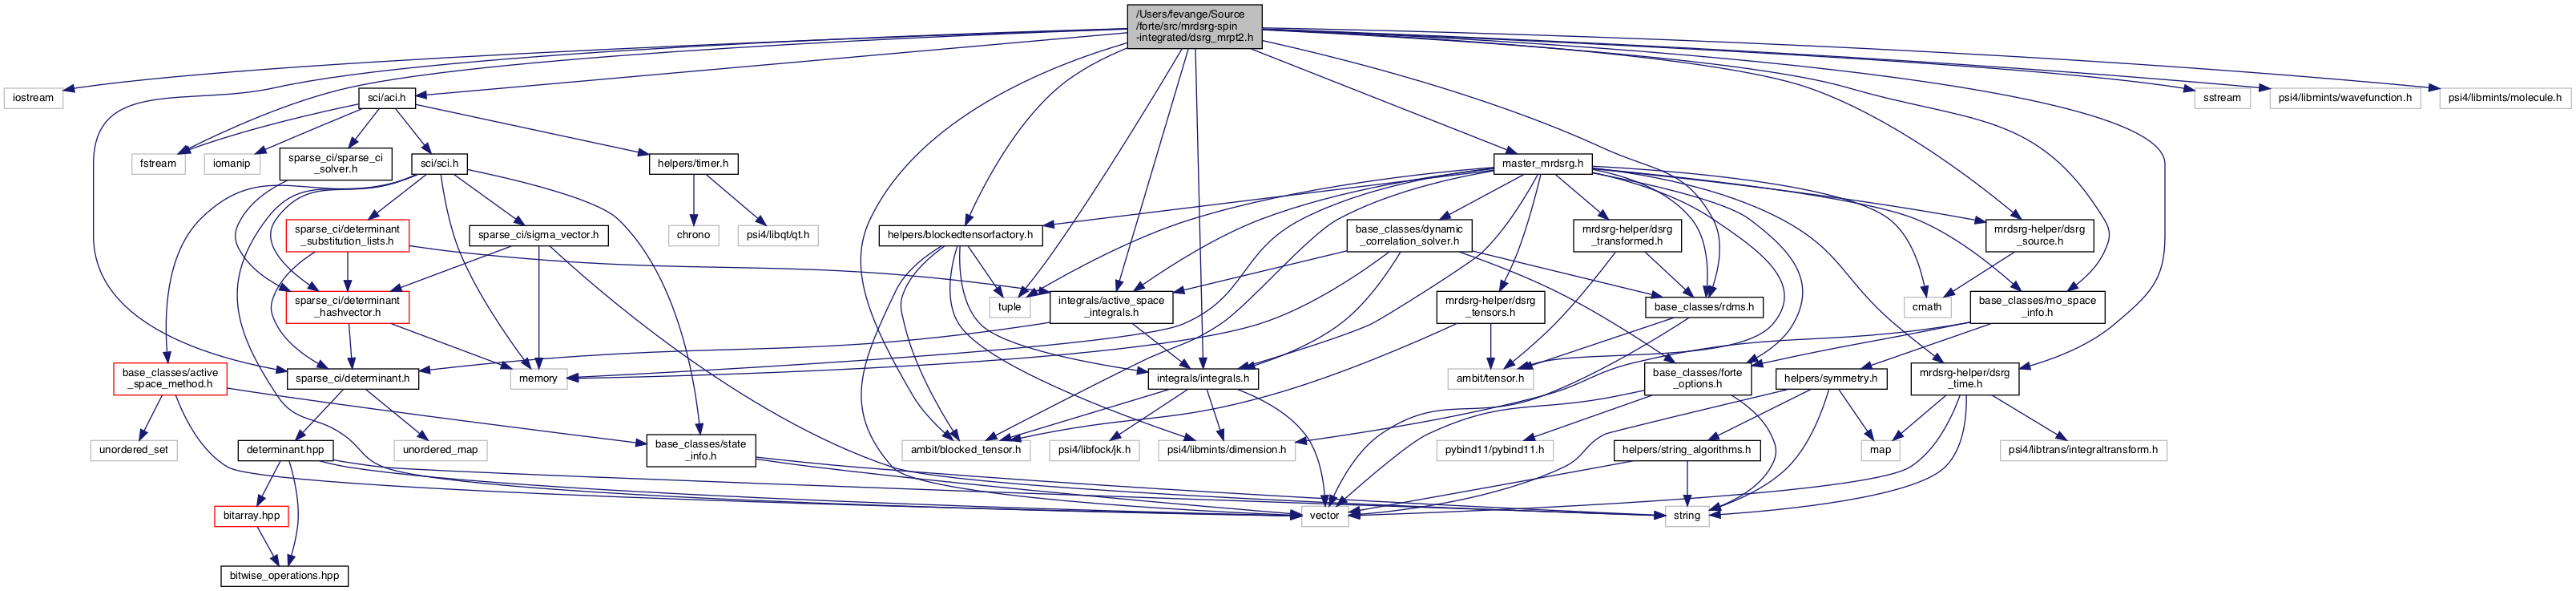 /Users/fevange/Source
/forte/src/mrdsrg-spin
-integrated/dsrg_mrpt2.h
iostream
sci/aci.h
sstream
psi4/libmints/wavefunction.h
psi4/libmints/molecule.h
fstream
iomanip
sparse_ci/sparse_ci
_solver.h
sci/sci.h
helpers/timer.h
master_mrdsrg.h
sparse_ci/determinant
_substitution_lists.h
sparse_ci/sigma_vector.h
chrono
psi4/libqt/qt.h
helpers/blockedtensorfactory.h
base_classes/dynamic
_correlation_solver.h
mrdsrg-helper/dsrg
_transformed.h
mrdsrg-helper/dsrg
_source.h
sparse_ci/determinant
_hashvector.h
tuple
integrals/active_space
_integrals.h
mrdsrg-helper/dsrg
_tensors.h
base_classes/rdms.h
cmath
base_classes/mo_space
_info.h
base_classes/active
_space_method.h
sparse_ci/determinant.h
memory
integrals/integrals.h
ambit/tensor.h
base_classes/forte
_options.h
helpers/symmetry.h
mrdsrg-helper/dsrg
_time.h
unordered_set
determinant.hpp
unordered_map
base_classes/state
_info.h
ambit/blocked_tensor.h
psi4/libfock/jk.h
psi4/libmints/dimension.h
pybind11/pybind11.h
helpers/string_algorithms.h
map
psi4/libtrans/integraltransform.h
bitarray.hpp
vector
string
bitwise_operations.hpp